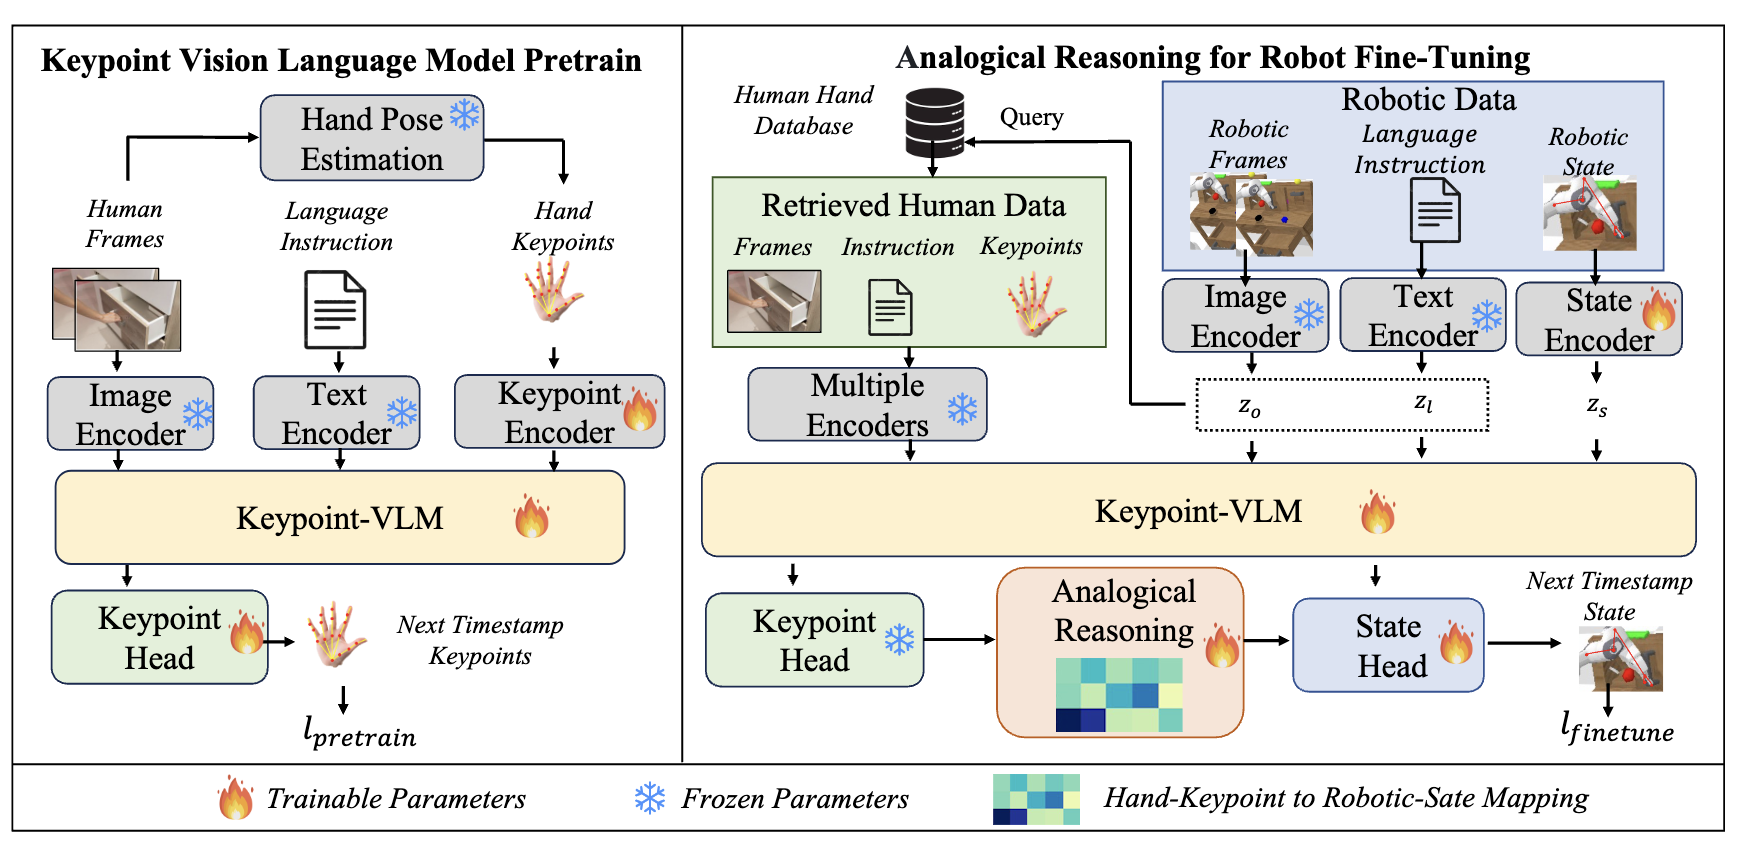 Keypoint Vision Language Model Pretrain
Hand Pose
Estimation
Human
Frames
Language
Instruction
Hand
Keypoints
Image
Encoder
Text
Encoder
Keypoint
Encoder
Keypoint-VLM
Keypoint
Head
Next Timestamp
Keypoints
l_pretrain
Analogical Reasoning for Robot Fine-Tuning
Human Hand
Database
Query
Robotic Data
Robotic
Frames
Language
Instruction
Robotic
State
Retrieved Human Data
Frames
Instruction
Keypoints
Image
Encoder
Text
Encoder
State
Encoder
Multiple
Encoders
z_o
z_l
z_s
Keypoint-VLM
Keypoint
Head
Analogical
Reasoning
State
Head
Next Timestamp
State
l_finetune
Trainable Parameters
Frozen Parameters
Hand-Keypoint to Robotic-Sate Mapping